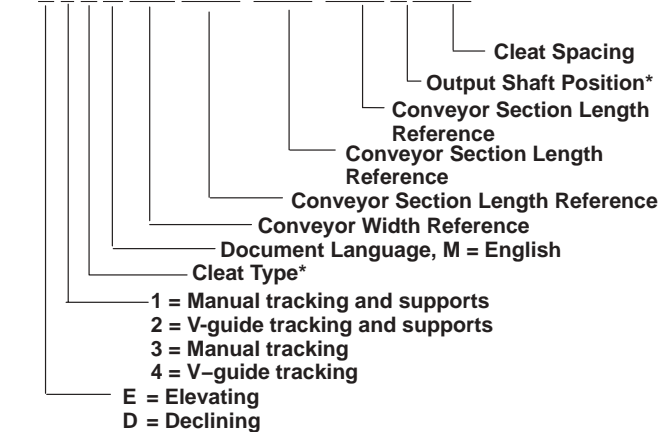 Cleat Spacing
Output Shaft Position*
Conveyor Section Length
Reference
Conveyor Section Length
Reference
Conveyor Section Length Reference
Conveyor Width Reference
Document Language, M = English
Cleat Type*
1 = Manual tracking and supports
2 = V-guide tracking and supports
3 = Manual tracking
4 = V−guide tracking
E = Elevating
D = Declining